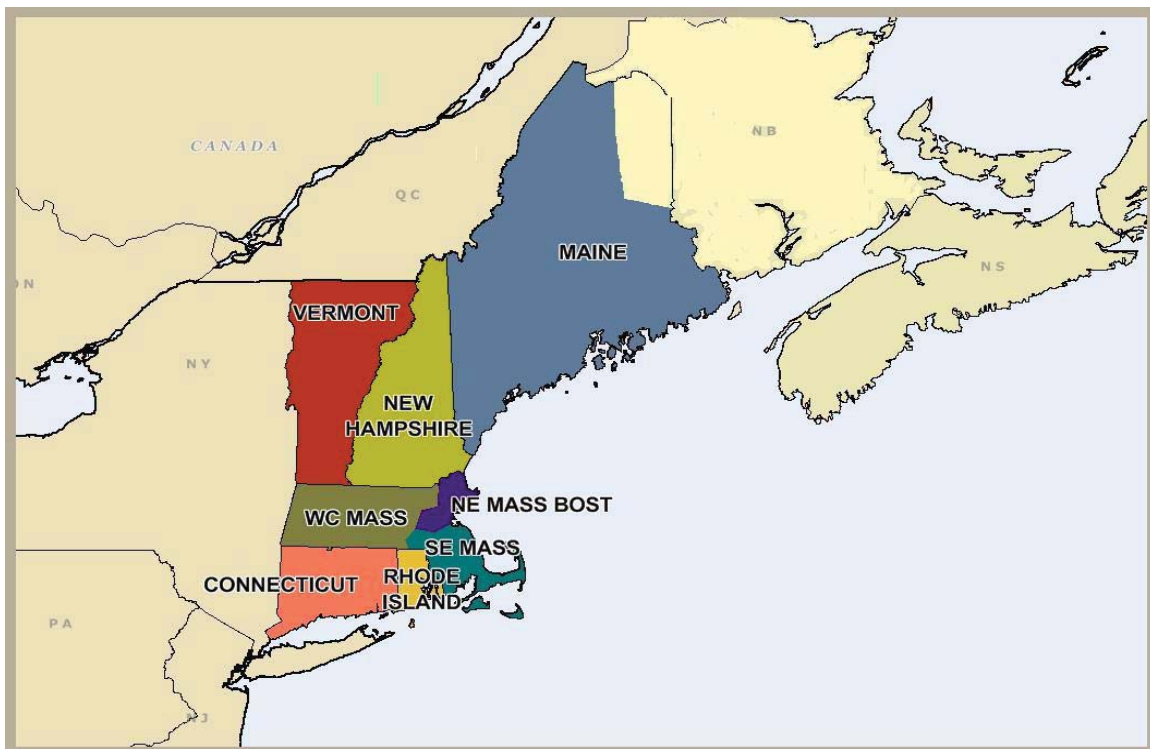 CANADA
QC
NB
MAINE
NS
ON
VERMONT
NY
NEW
HAMPSHIRE
NE MASS BOST
WC MASS
SE MASS
CONNECTICUT
RHODE
ISLAND
PA
NJ